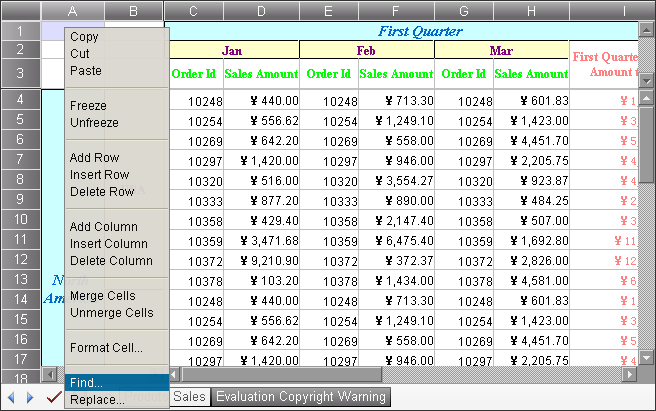 A B C D E F G H I
1 First Quarter
2 Jan Feb Mar First Quarter
3 Order Id Sales Amount Order Id Sales Amount Order Id Sales Amount Amount
4 10248 ¥ 440.00 10248 ¥ 713.30 10248 ¥ 601.83 ¥ 1
5 10254 ¥ 556.62 10254 ¥ 1,249.10 10254 ¥ 1,423.00 ¥ 3
6 10269 ¥ 642.20 10269 ¥ 558.00 10269 ¥ 4,451.70 ¥ 5
7 10297 ¥ 1,420.00 10297 ¥ 946.00 10297 ¥ 2,205.75 ¥ 4
8 10320 ¥ 516.00 10320 ¥ 3,554.27 10320 ¥ 923.87 ¥ 4
9 10333 ¥ 877.20 10333 ¥ 890.00 10333 ¥ 484.25 ¥ 2
10 10358 ¥ 429.40 10358 ¥ 2,147.40 10358 ¥ 507.00 ¥ 3
11 10359 ¥ 3,471.68 10359 ¥ 6,475.40 10359 ¥ 1,692.80 ¥ 11
12 10372 ¥ 9,210.90 10372 ¥ 372.37 10372 ¥ 2,826.00 ¥ 12
13 10378 ¥ 103.20 10378 ¥ 1,434.00 10378 ¥ 4,581.00 ¥ 6
14 10248 ¥ 440.00 10248 ¥ 713.30 10248 ¥ 601.83 ¥ 1
15 10254 ¥ 556.62 10254 ¥ 1,249.10 10254 ¥ 1,423.00 ¥ 3
16 10269 ¥ 642.20 10269 ¥ 558.00 10269 ¥ 4,451.70 ¥ 5
17 10297 ¥ 1,420.00 10297 ¥ 946.00 10297 ¥ 2,205.75 ¥ 4
18
Copy
Cut
Paste
Freeze
Unfreeze
Add Row
Insert Row
Delete Row
Add Column
Insert Column
Delete Column
Merge Cells
Unmerge Cells
Format Cell...
Find...
Replace...
Sales Evaluation Copyright Warning